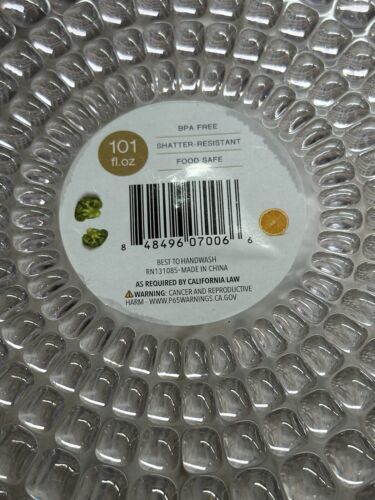 101
fl.oz
BPA FREE
SHATTER-RESISTANT
FOOD SAFE
8 48496 07006 6
BEST TO HANDWASH
RN131085-MADE IN CHINA
AS REQUIRED BY CALIFORNIA LAW
WARNING: CANCER AND REPRODUCTIVE
HARM - WWW.P65WARNINGS.CA.GOV